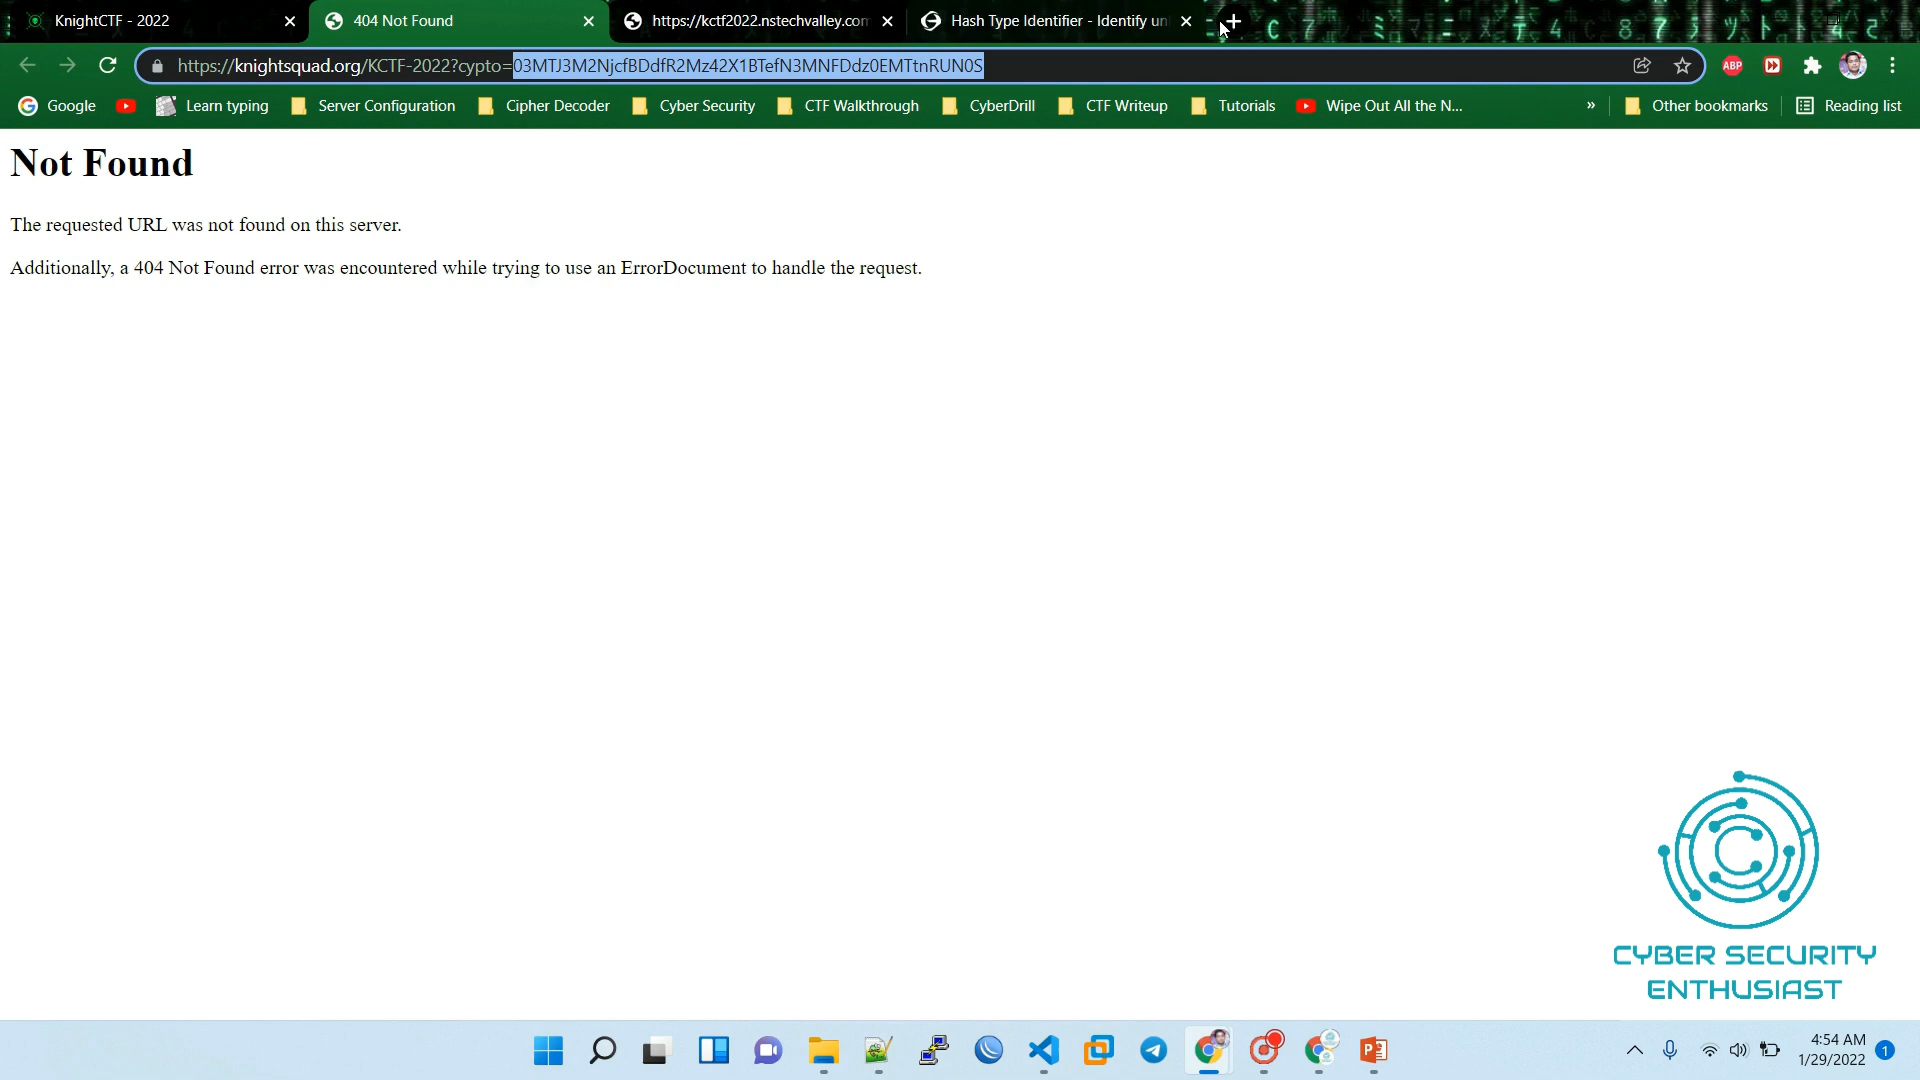 KnightCTF - 2022
404 Not Found
https://kctf2022.nstechvalley.com
Hash Type Identifier - Identify un
https://knightsquad.org/KCTF-2022?cypto=03MTJ3M2NjcfBDdfR2Mz42X1BTefN3MNFDdz0EMTtnRUN0S
ABP
Google
Learn typing
Server Configuration
Cipher Decoder
Cyber Security
CTF Walkthrough
CyberDrill
CTF Writeup
Tutorials
Wipe Out All the N...
»
Other bookmarks
Reading list
Not Found
The requested URL was not found on this server.
Additionally, a 404 Not Found error was encountered while trying to use an ErrorDocument to handle the request.
CYBER SECURITY
ENTHUSIAST
4:54 AM
1/29/2022
1